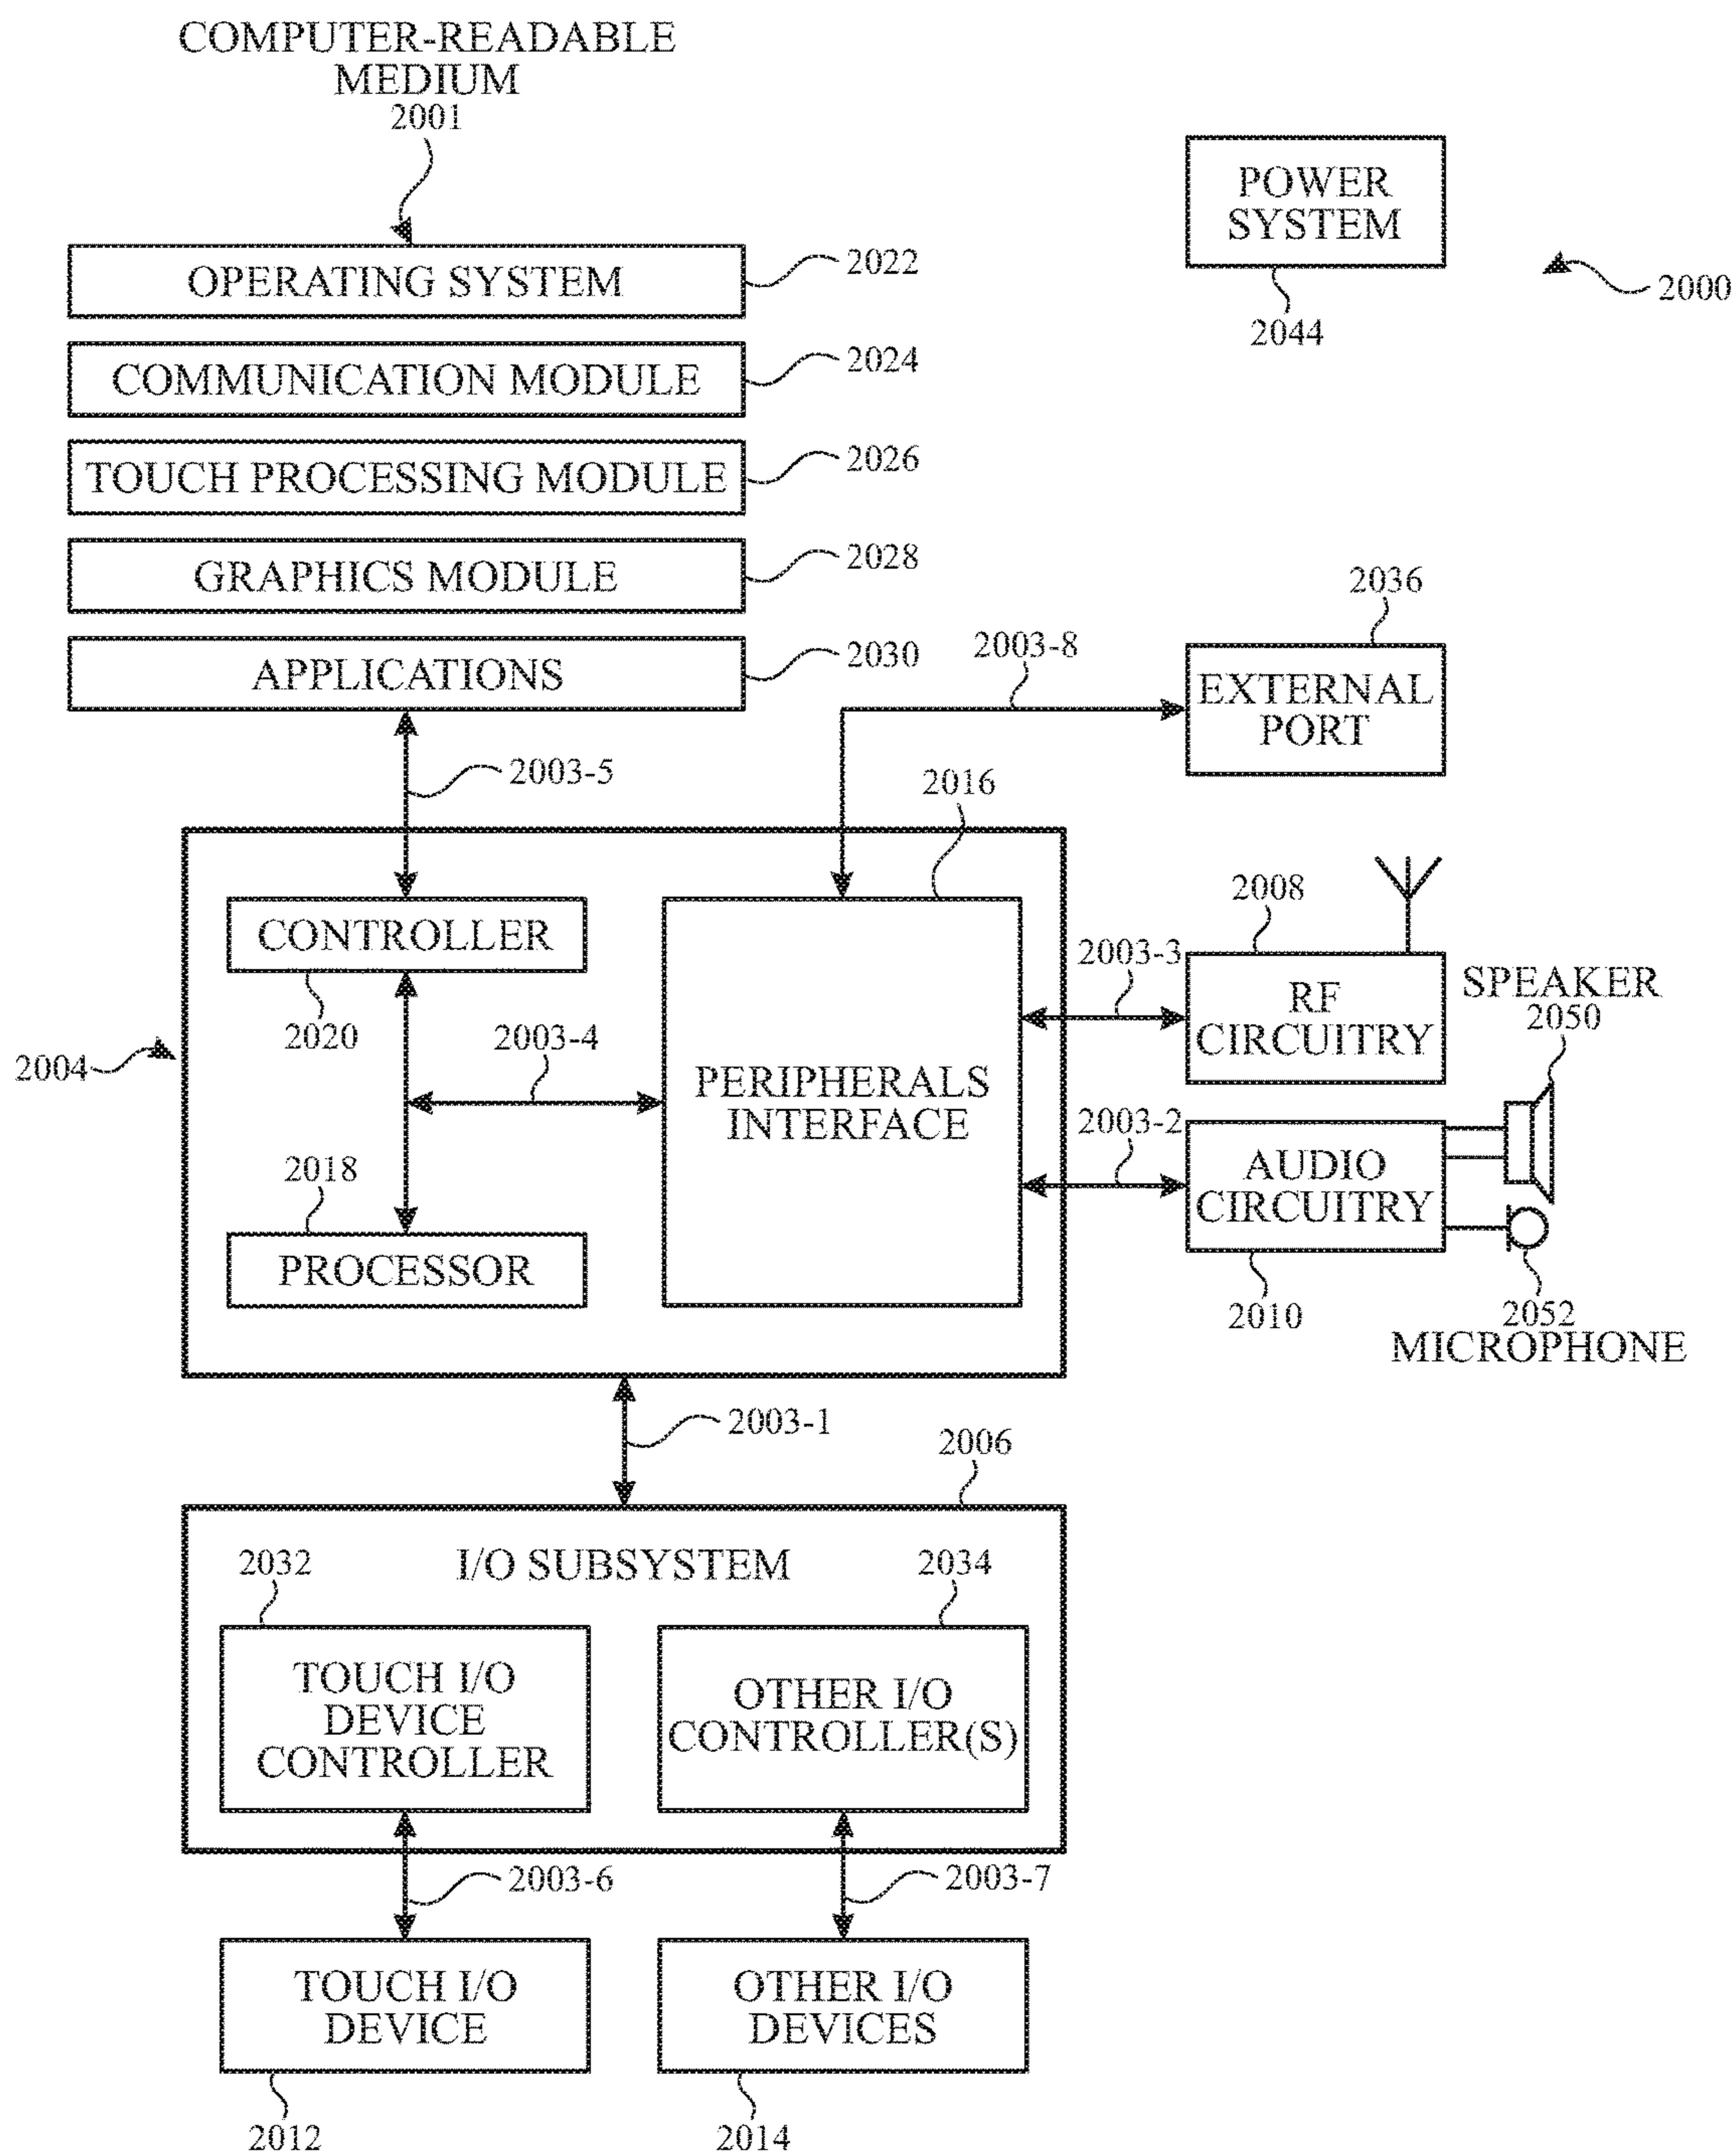 COMPUTER-READABLE
MEDIUM
2001
POWER
SYSTEM
2044
2000
OPERATING SYSTEM
2022
COMMUNICATION MODULE
2024
TOUCH PROCESSING MODULE
2026
GRAPHICS MODULE
2028
APPLICATIONS
2030
2003-8
2036
EXTERNAL
PORT
2003-5
2016
2004
CONTROLLER
2020
2003-4
PERIPHERALS
INTERFACE
2018
PROCESSOR
2003-3
2008
RF
CIRCUITRY
SPEAKER
2050
2003-2
AUDIO
CIRCUITRY
2010
2052
MICROPHONE
2003-1
2006
I/O SUBSYSTEM
2032
TOUCH I/O
DEVICE
CONTROLLER
2034
OTHER I/O
CONTROLLER(S)
2003-6
2003-7
TOUCH I/O
DEVICE
2012
OTHER I/O
DEVICES
2014